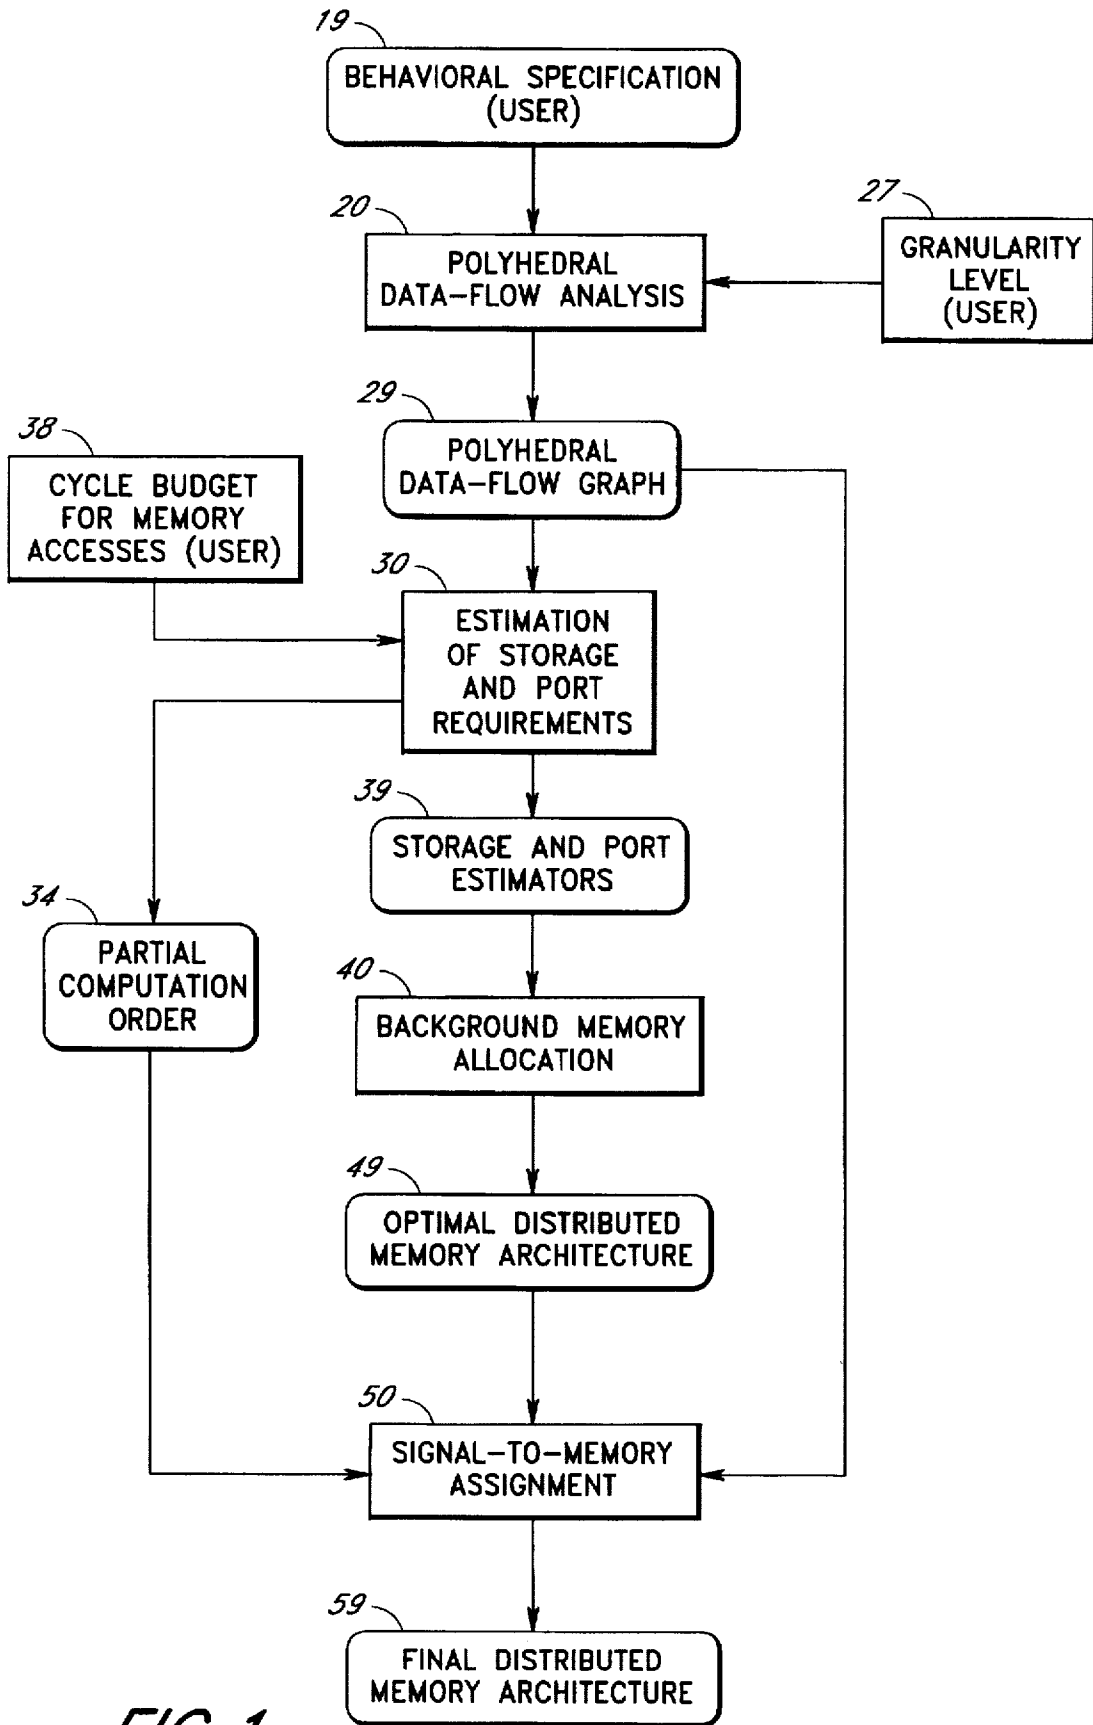 19
BEHAVIORAL SPECIFICATION
(USER)
20
POLYHEDRAL
DATA-FLOW ANALYSIS
27
GRANULARITY
LEVEL
(USER)
29
POLYHEDRAL
DATA-FLOW GRAPH
38
CYCLE BUDGET
FOR MEMORY
ACCESSES (USER)
30
ESTIMATION
OF STORAGE
AND PORT
REQUIREMENTS
39
STORAGE AND PORT
ESTIMATORS
34
PARTIAL
COMPUTATION
ORDER
40
BACKGROUND MEMORY
ALLOCATION
49
OPTIMAL DISTRIBUTED
MEMORY ARCHITECTURE
50
SIGNAL-TO-MEMORY
ASSIGNMENT
59
FINAL DISTRIBUTED
MEMORY ARCHITECTURE
FIG. 1